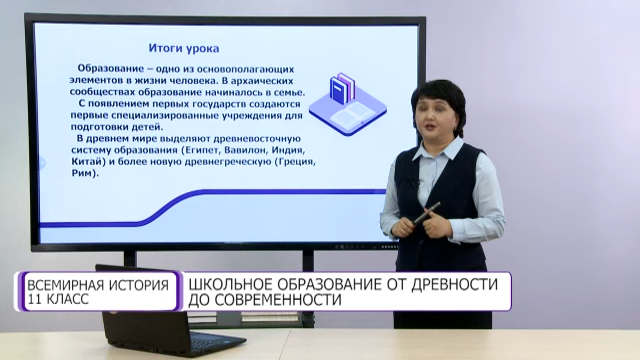 Итоги урока
Образование – одно из основополагающих
элементов в жизни человека. В архаических
сообществах образование начиналось в семье.
С появлением первых государств создаются
первые специализированные учреждения для
подготовки детей.
В древнем мире выделяют древневосточную
систему образования (Египет, Вавилон, Индия,
Китай) и более новую древнегреческую (Греция,
Рим).
ВСЕМИРНАЯ ИСТОРИЯ
11 КЛАСС
ШКОЛЬНОЕ ОБРАЗОВАНИЕ ОТ ДРЕВНОСТИ
ДО СОВРЕМЕННОСТИ